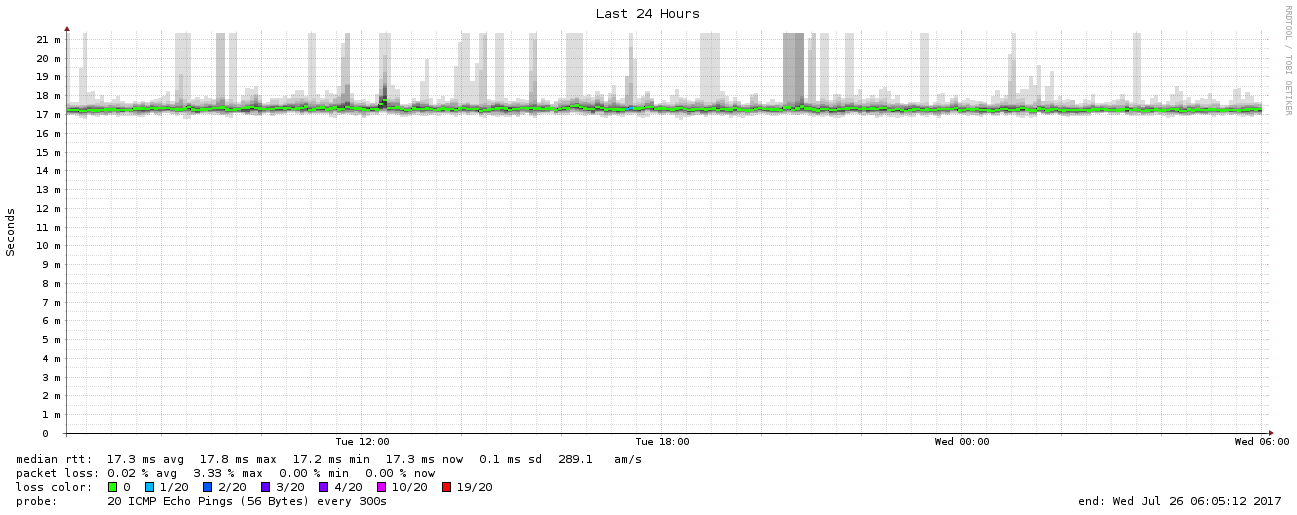 Last 24 Hours
RRDTOOL / TOBI OETIKER
21 m
20 m
19 m
18 m
17 m
16 m
15 m
14 m
13 m
12 m
11 m
10 m
9 m
8 m
7 m
6 m
5 m
4 m
3 m
2 m
1 m
0
Seconds
Tue 12:00 Tue 18:00 Wed 00:00 Wed 06:00
median rtt: 17.3 ms avg 17.8 ms max 17.2 ms min 17.3 ms now 0.1 ms sd 289.1 am/s
packet loss: 0.02 % avg 3.33 % max 0.00 % min 0.00 % now
loss color: 0 1/20 2/20 3/20 4/20 10/20 19/20
probe: 20 ICMP Echo Pings (56 Bytes) every 300s end: Wed Jul 26 06:05:12 2017